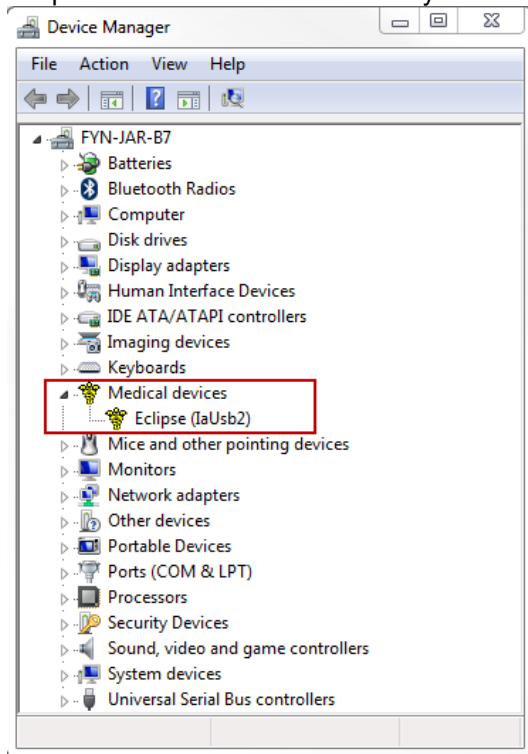 Device Manager
File Action View Help
FYN-JAR-B7
Batteries
Bluetooth Radios
Computer
Disk drives
Display adapters
Human Interface Devices
IDE ATA/ATAPI controllers
Imaging devices
Keyboards
Medical devices
Eclipse (IaUsb2)
Mice and other pointing devices
Monitors
Network adapters
Other devices
Portable Devices
Ports (COM & LPT)
Processors
Security Devices
Sound, video and game controllers
System devices
Universal Serial Bus controllers